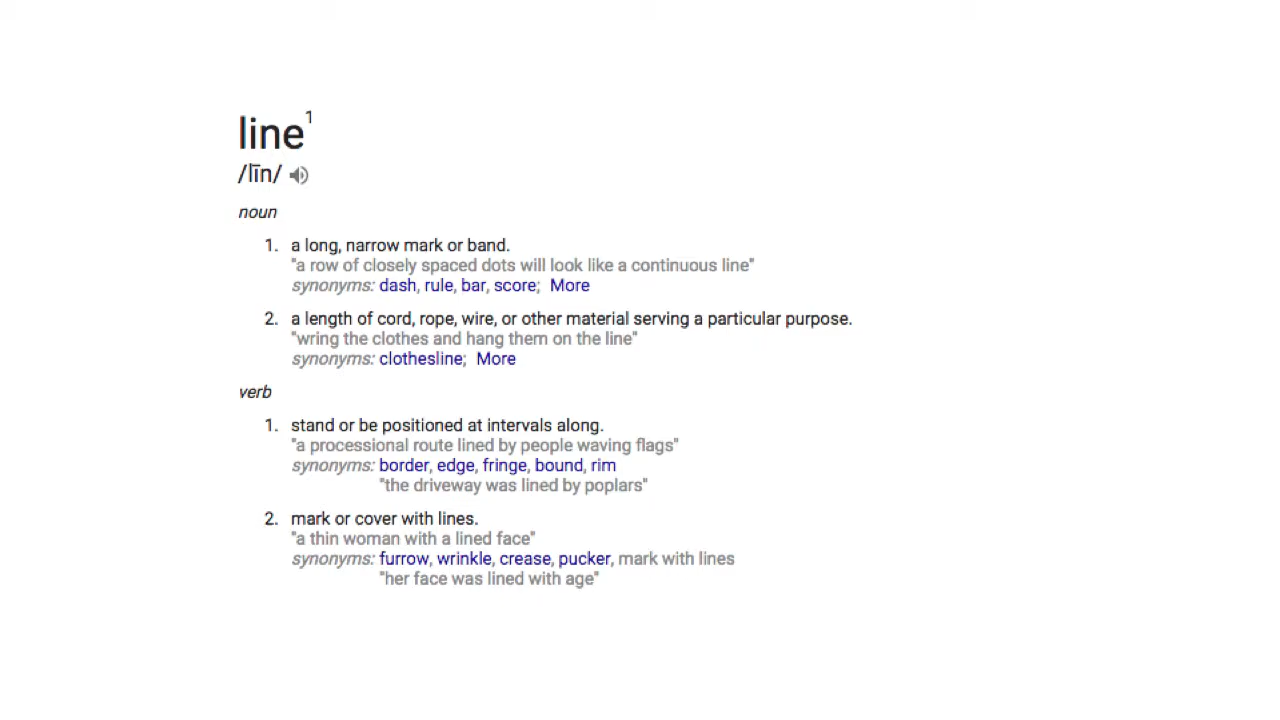 line¹
/līn/
noun
1. a long, narrow mark or band.
"a row of closely spaced dots will look like a continuous line"
synonyms: dash, rule, bar, score; More
2. a length of cord, rope, wire, or other material serving a particular purpose.
"wring the clothes and hang them on the line"
synonyms: clothesline; More
verb
1. stand or be positioned at intervals along.
"a processional route lined by people waving flags"
synonyms: border, edge, fringe, bound, rim
"the driveway was lined by poplars"
2. mark or cover with lines.
"a thin woman with a lined face"
synonyms: furrow, wrinkle, crease, pucker, mark with lines
"her face was lined with age"